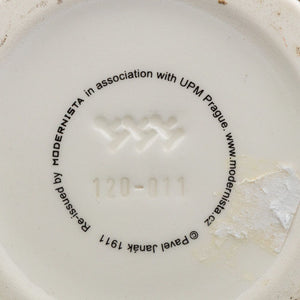 Re-issued by MODERNISTA in association with UPM Prague. www.modernista.cz
© Pavel Janák 1911
120-011